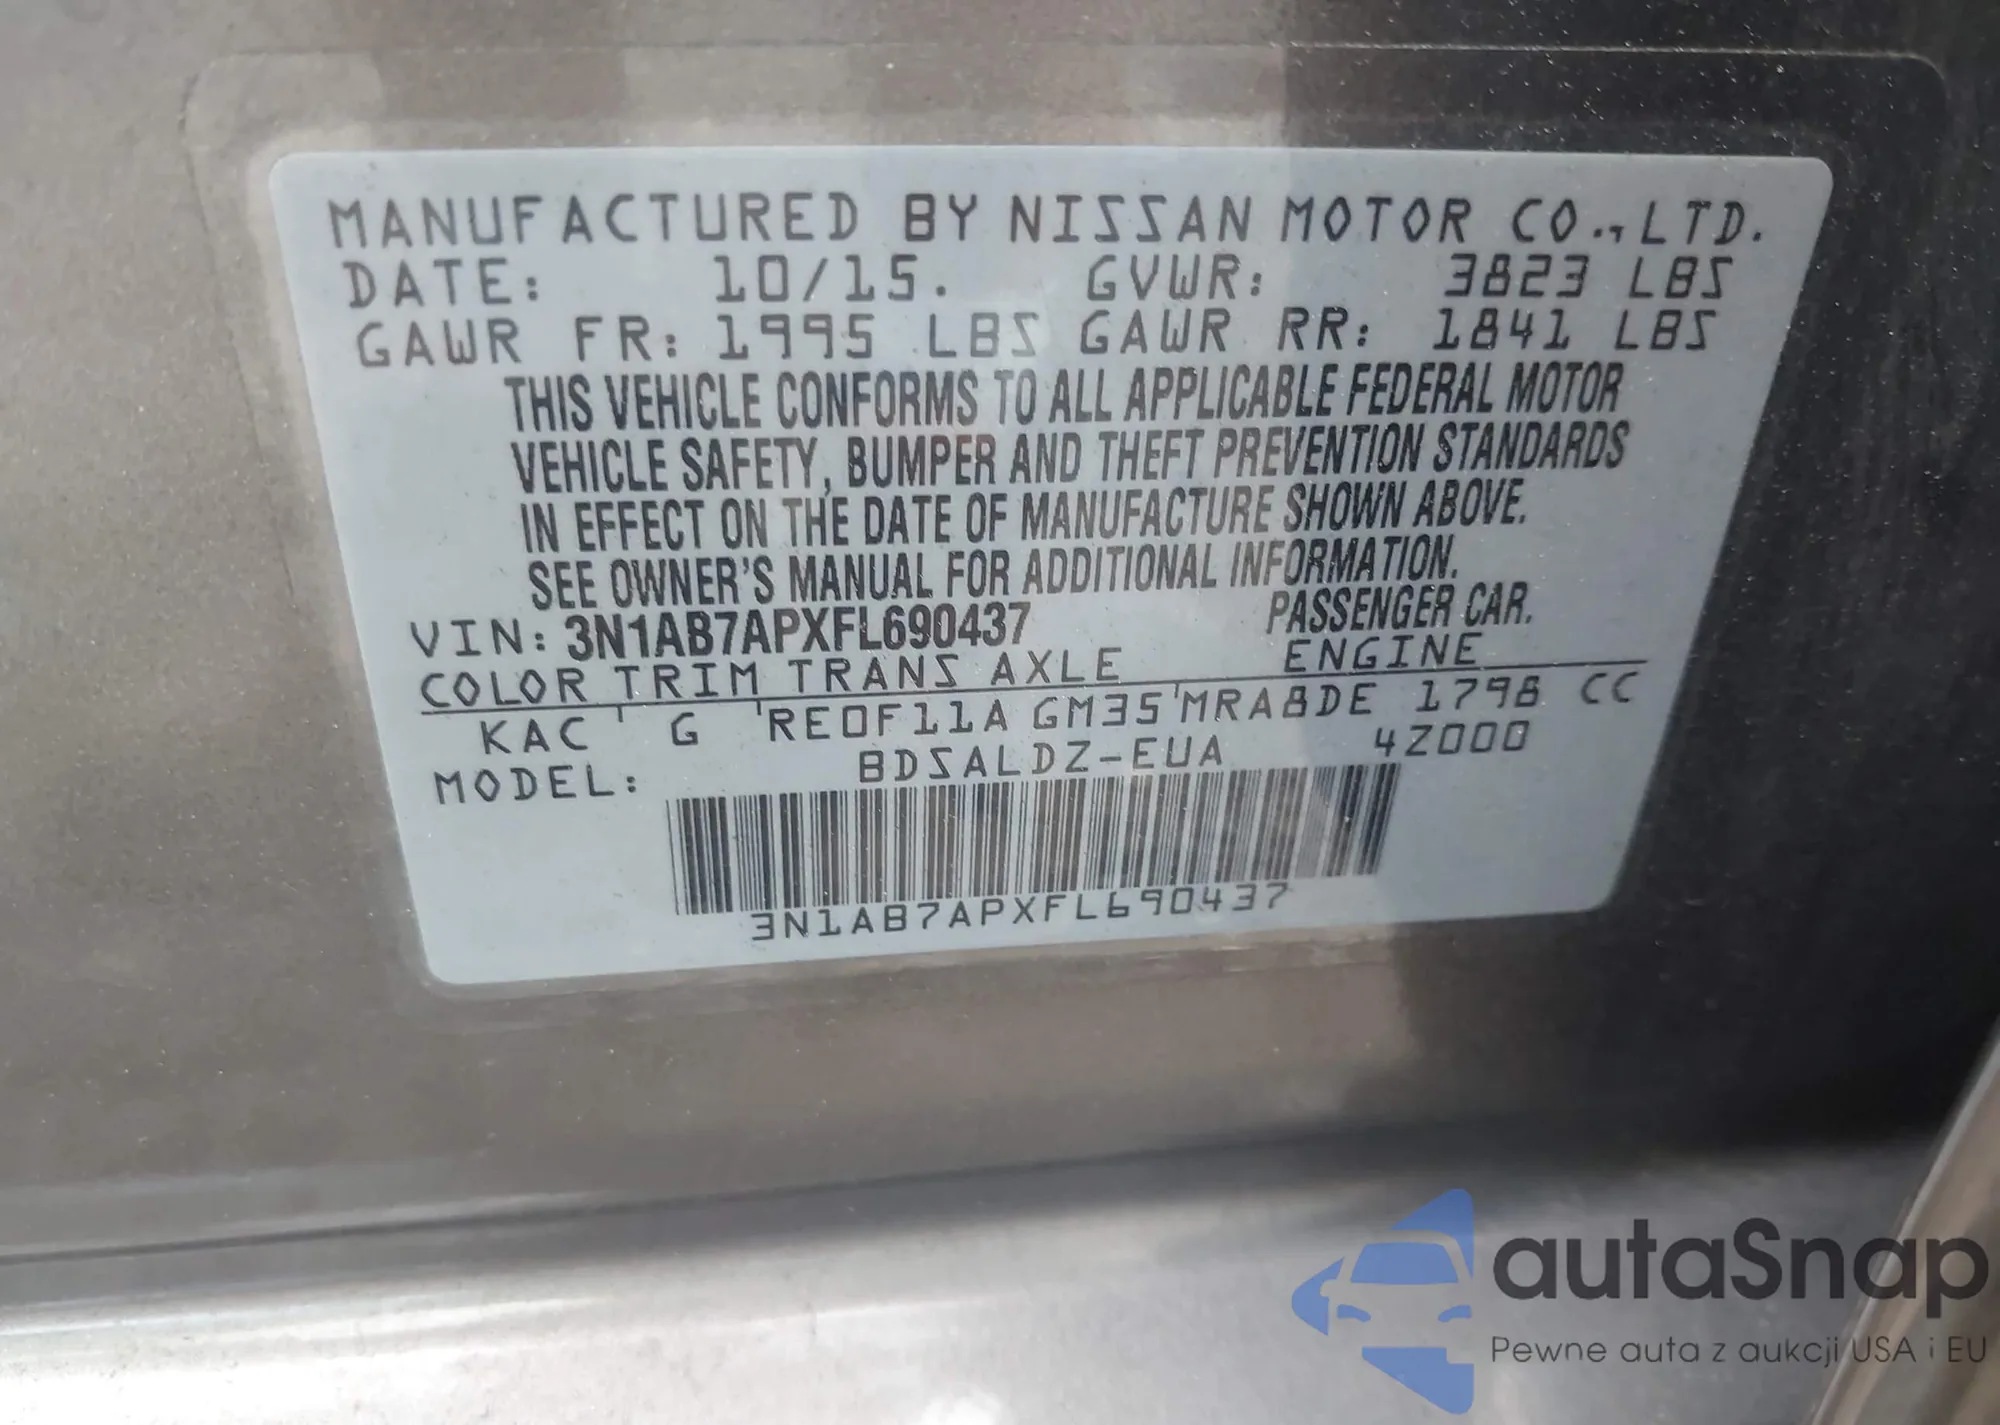 MANUFACTURED BY NISSAN MOTOR CO., LTD.
DATE: 10/15. GVWR: 3823 LBS
GAWR FR: 1995 LBS GAWR RR: 1841 LBS
THIS VEHICLE CONFORMS TO ALL APPLICABLE FEDERAL MOTOR
VEHICLE SAFETY, BUMPER AND THEFT PREVENTION STANDARDS
IN EFFECT ON THE DATE OF MANUFACTURE SHOWN ABOVE.
SEE OWNER'S MANUAL FOR ADDITIONAL INFORMATION.
VIN: 3N1AB7APXFL690437 PASSENGER CAR.
COLOR TRIM TRANS AXLE ENGINE
KAC G RE0F11A GM35 MRA8DE 1798 CC
MODEL: BDSALDZ-EUA 4Z000
3N1AB7APXFL690437
autaSnap
Pewne auta z aukcji USA i EU